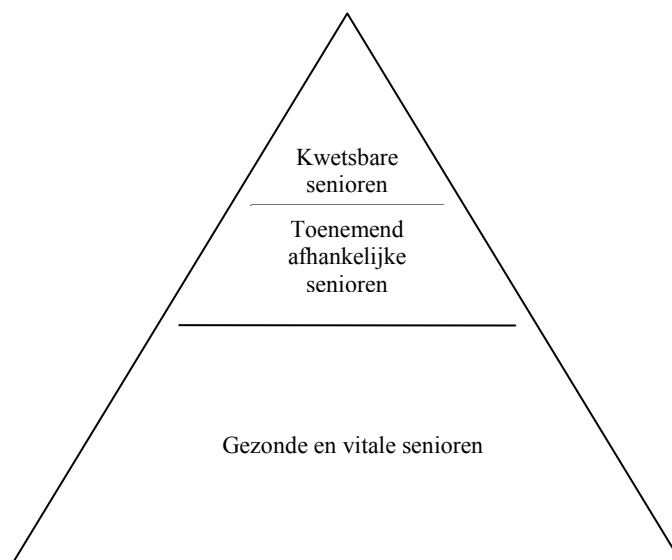 Kwetsbare
senioren
Toenemend
afhankelijke
senioren
Gezonde en vitale senioren